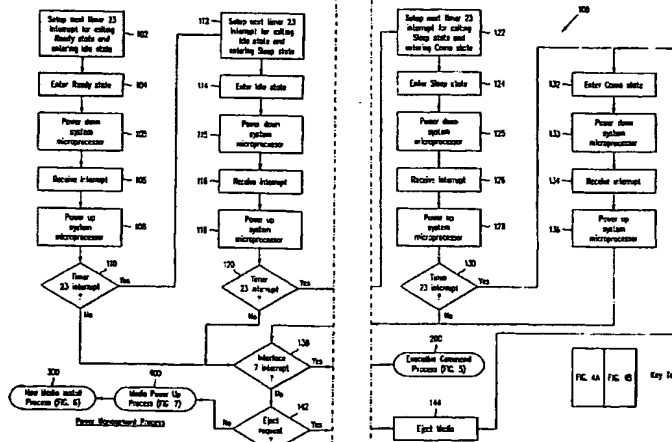 Setup next timer 23
interrupt for exiting
Ready state and
entering Idle state
102
Enter Ready state
104
Power down
system
microprocessor
Receive interrupt
Power up
system
microprocessor
Timer
23 interrupt
?
Yes
No
112
Setup next timer 23
interrupt for exiting
Idle state and
entering Sleep state
114
Enter Idle state
Power down
system
microprocessor
116
Receive interrupt
118
Power up
system
microprocessor
120
Timer
23 interrupt
?
Yes
No
Setup next timer 23
interrupt for exiting
Sleep state and
entering Coma state
122
Enter Sleep state
124
Power down
system
microprocessor
Receive interrupt
126
Power up
system
microprocessor
128
Timer
23 interrupt
?
130
Yes
No
100
132
Enter Coma state
133
Power down
system
microprocessor
134
Receive interrupt
136
Power up
system
microprocessor
Interface
7 interrupt
?
138
Yes
No
200
Executive Command
Process (FIG. 5)
300
New Media Install
Process (FIG. 6)
400
Media Power Up
Process (FIG 7)
Eject
request
?
142
No
Yes
144
Eject Media
Power Management Process
FIG. 4A
FIG. 4B